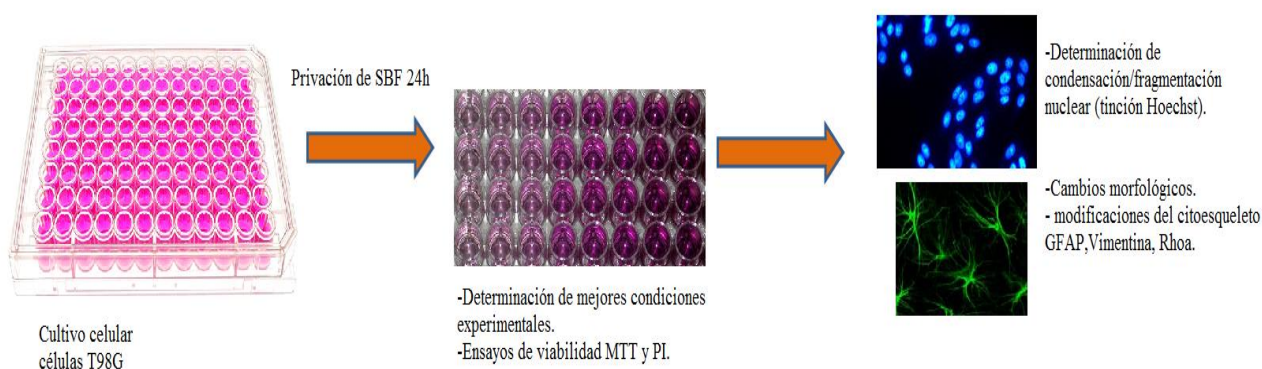 Privación de SBF 24h
Cultivo celular
células T98G
-Determinación de mejores condiciones
experimentales.
-Ensayos de viabilidad MTT y PI.
-Determinación de
condensación/fragmentación
nuclear (tinción Hoechst).
-Cambios morfológicos.
- modificaciones del citoesqueleto
GFAP,Vimentina, Rhoa.